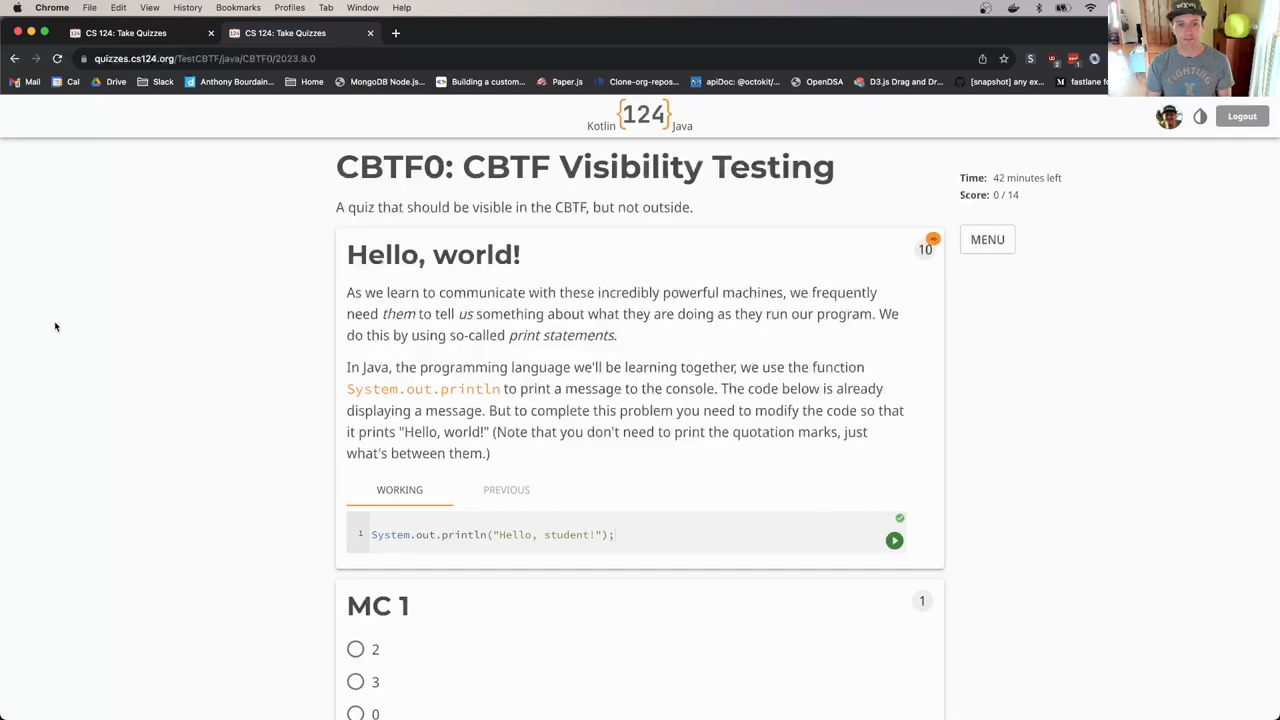 Chrome File Edit View History Bookmarks Profiles Tab Window Help
CS 124: Take Quizzes CS 124: Take Quizzes
quizzes.cs124.org/TestCBTF/java/CBTF0/2023.8.0
Mail Cal Drive Slack Anthony Bourdain... Home MongoDB Node.js... Building a custom... Paper.js Clone-org-repos... apiDoc: @octokit/... OpenDSA D3.js Drag and Dr... [snapshot] any ex... fastlane f
Kotlin {124} Java
Logout
CBTF0: CBTF Visibility Testing
Time: 42 minutes left
Score: 0 / 14
A quiz that should be visible in the CBTF, but not outside.
MENU
Hello, world!
10
As we learn to communicate with these incredibly powerful machines, we frequently
need them to tell us something about what they are doing as they run our program. We
do this by using so-called print statements.
In Java, the programming language we'll be learning together, we use the function
System.out.println to print a message to the console. The code below is already
displaying a message. But to complete this problem you need to modify the code so that
it prints "Hello, world!" (Note that you don't need to print the quotation marks, just
what's between them.)
WORKING PREVIOUS
1 System.out.println("Hello, student!");
MC 1
1
2
3
0